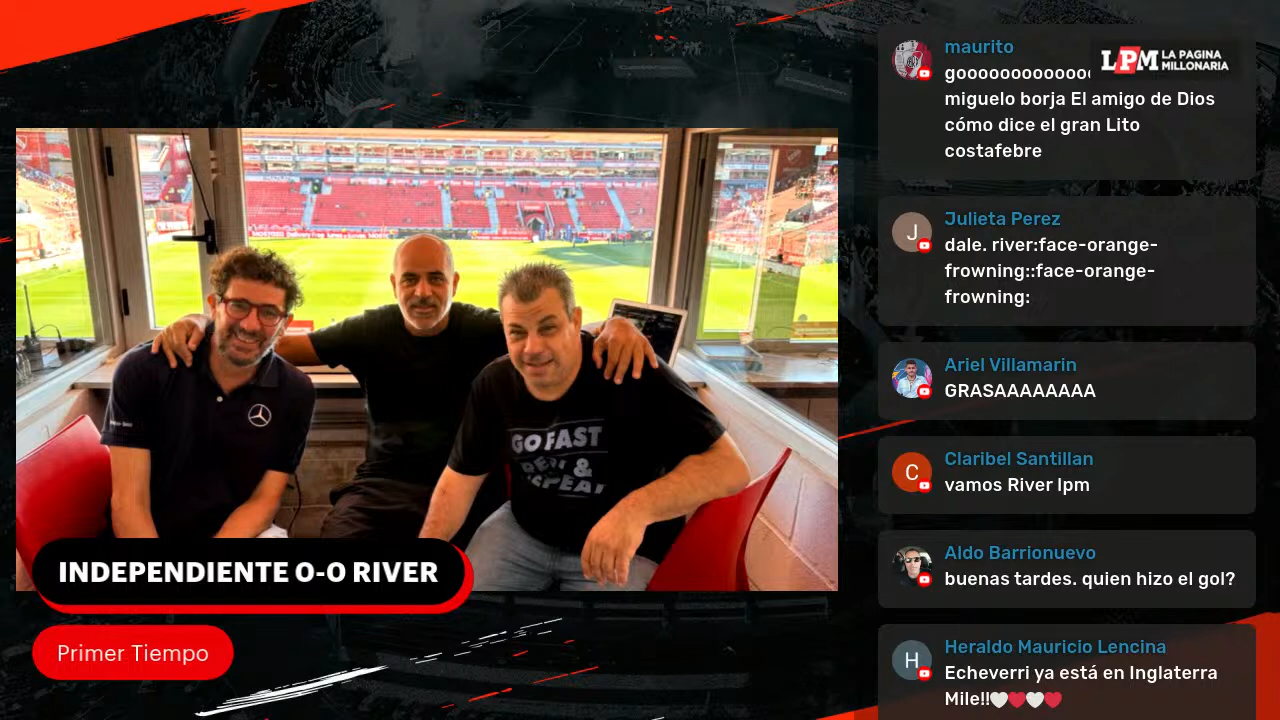 maurito
LPM LA PAGINA
MILLONARIA
miguelo borja El amigo de Dios
cómo dice el gran Lito
costafebre
J
Julieta Perez
dale. river:face-orange-
frowning::face-orange-
frowning:
Ariel Villamarin
GRASAAAAAAAA
C
Claribel Santillan
vamos River lpm
Aldo Barrionuevo
buenas tardes. quien hizo el gol?
H
Heraldo Mauricio Lencina
Echeverri ya está en Inglaterra
Mile!!🤍❤️🤍❤️
GO FAST
& 
INDEPENDIENTE 0-0 RIVER
Primer Tiempo